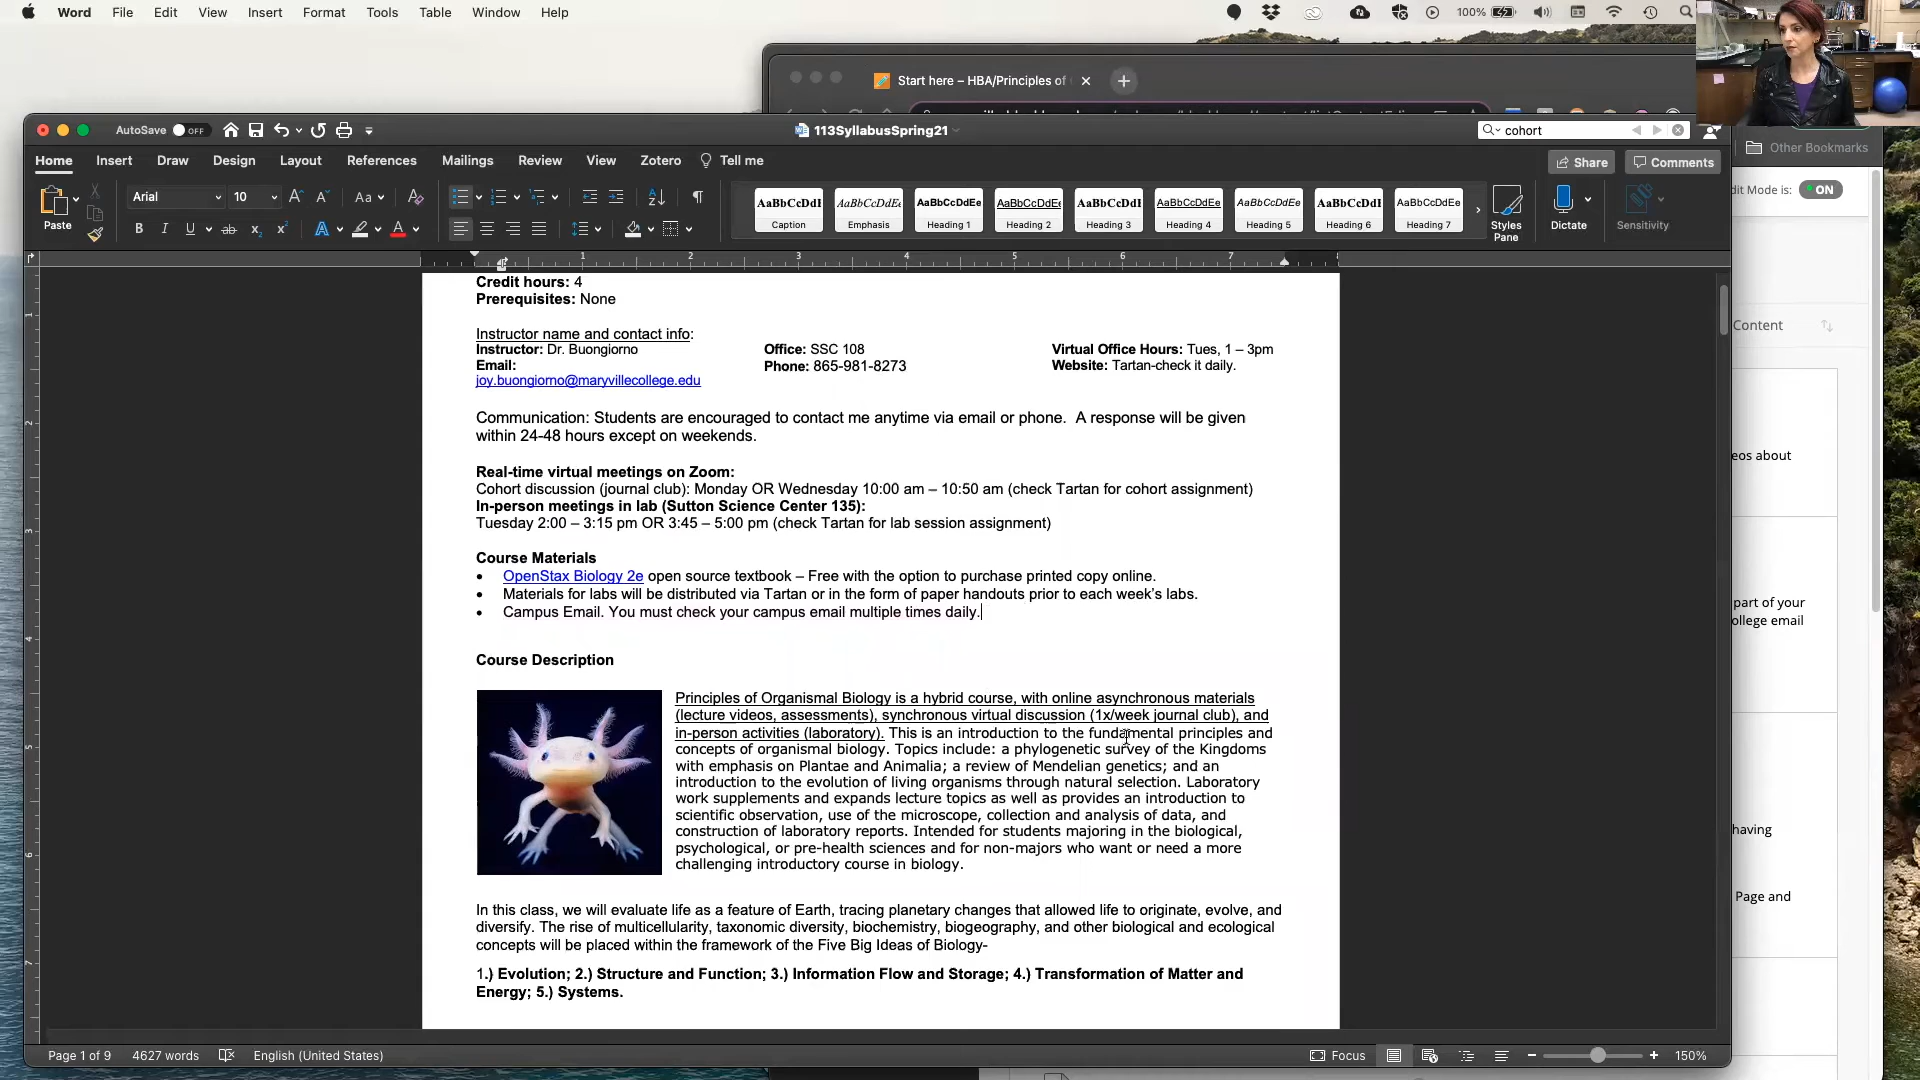 Word File Edit View Insert Format Tools Table Window Help
100%
Start here – HBA/Principles of
AutoSave OFF
113SyllabusSpring21
cohort
Other Bookmarks
Home Insert Draw Design Layout References Mailings Review View Zotero Tell me
Share Comments
dit Mode is: ON
Paste
Arial 10
AaBbCcDdI AaBbCcDdEe AaBbCcDdEe AaBbCcDdEe AaBbCcDdI AaBbCcDdEe AaBbCcDdEe AaBbCcDdI AaBbCcDdEe
Caption Emphasis Heading 1 Heading 2 Heading 3 Heading 4 Heading 5 Heading 6 Heading 7
Styles Pane
Dictate
Sensitivity
1 2 3 4 5 6 7
Credit hours: 4
Prerequisites: None
Content
Instructor name and contact info:
Instructor: Dr. Buongiorno Office: SSC 108 Virtual Office Hours: Tues, 1 – 3pm
Email: Phone: 865-981-8273 Website: Tartan-check it daily.
joy.buongiorno@maryvillecollege.edu
Communication: Students are encouraged to contact me anytime via email or phone.  A response will be given
within 24-48 hours except on weekends.
eos about
Real-time virtual meetings on Zoom:
Cohort discussion (journal club): Monday OR Wednesday 10:00 am – 10:50 am (check Tartan for cohort assignment)
In-person meetings in lab (Sutton Science Center 135):
Tuesday 2:00 – 3:15 pm OR 3:45 – 5:00 pm (check Tartan for lab session assignment)
Course Materials
• OpenStax Biology 2e open source textbook – Free with the option to purchase printed copy online.
• Materials for labs will be distributed via Tartan or in the form of paper handouts prior to each week's labs.
• Campus Email. You must check your campus email multiple times daily.
part of your
ollege email
Course Description
Principles of Organismal Biology is a hybrid course, with online asynchronous materials
(lecture videos, assessments), synchronous virtual discussion (1x/week journal club), and
in-person activities (laboratory). This is an introduction to the fundamental principles and
concepts of organismal biology. Topics include: a phylogenetic survey of the Kingdoms
with emphasis on Plantae and Animalia; a review of Mendelian genetics; and an
introduction to the evolution of living organisms through natural selection. Laboratory
work supplements and expands lecture topics as well as provides an introduction to
scientific observation, use of the microscope, collection and analysis of data, and
construction of laboratory reports. Intended for students majoring in the biological,
psychological, or pre-health sciences and for non-majors who want or need a more
challenging introductory course in biology.
having
Page and
In this class, we will evaluate life as a feature of Earth, tracing planetary changes that allowed life to originate, evolve, and
diversify. The rise of multicellularity, taxonomic diversity, biochemistry, biogeography, and other biological and ecological
concepts will be placed within the framework of the Five Big Ideas of Biology-
1.) Evolution; 2.) Structure and Function; 3.) Information Flow and Storage; 4.) Transformation of Matter and
Energy; 5.) Systems.
Page 1 of 9 4627 words English (United States) Focus 150%